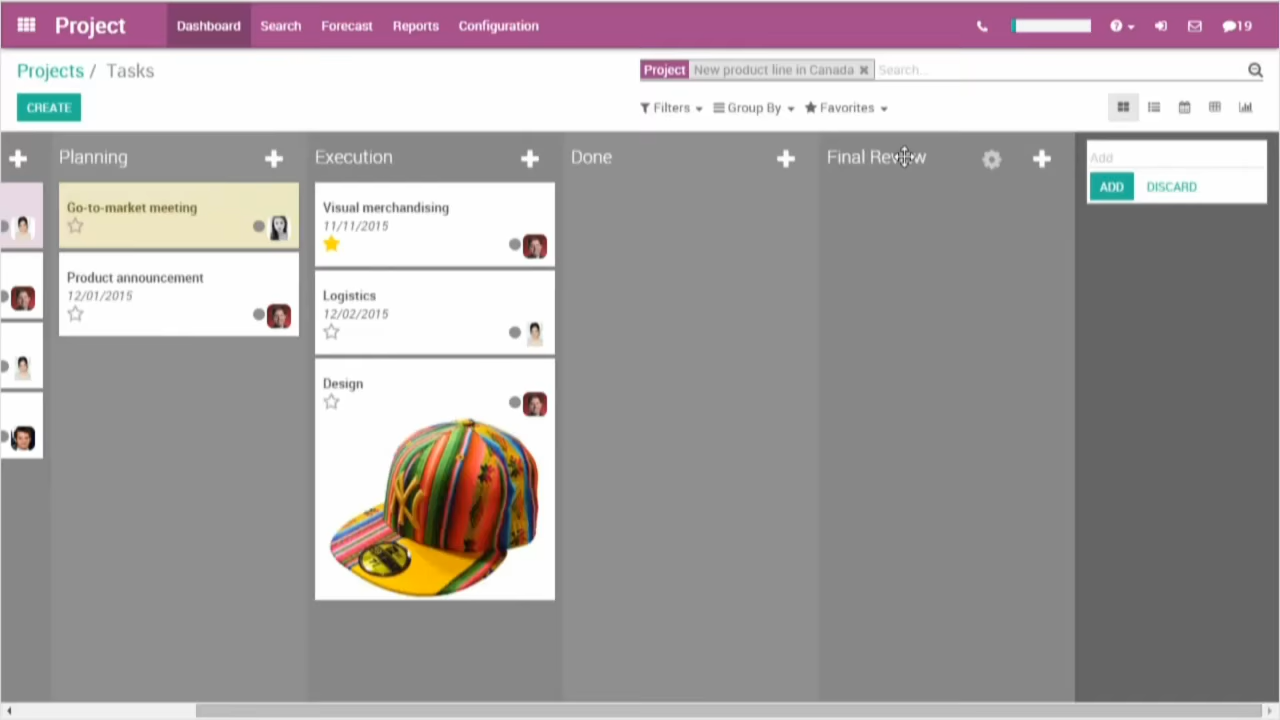 Project
Dashboard
Search
Forecast
Reports
Configuration
19
Projects / Tasks
Project New product line in Canada
Search...
CREATE
Filters
Group By
Favorites
Planning
Execution
Done
Final Review
Add
ADD DISCARD
Go-to-market meeting
Product announcement
12/01/2015
Visual merchandising
11/11/2015
Logistics
12/02/2015
Design